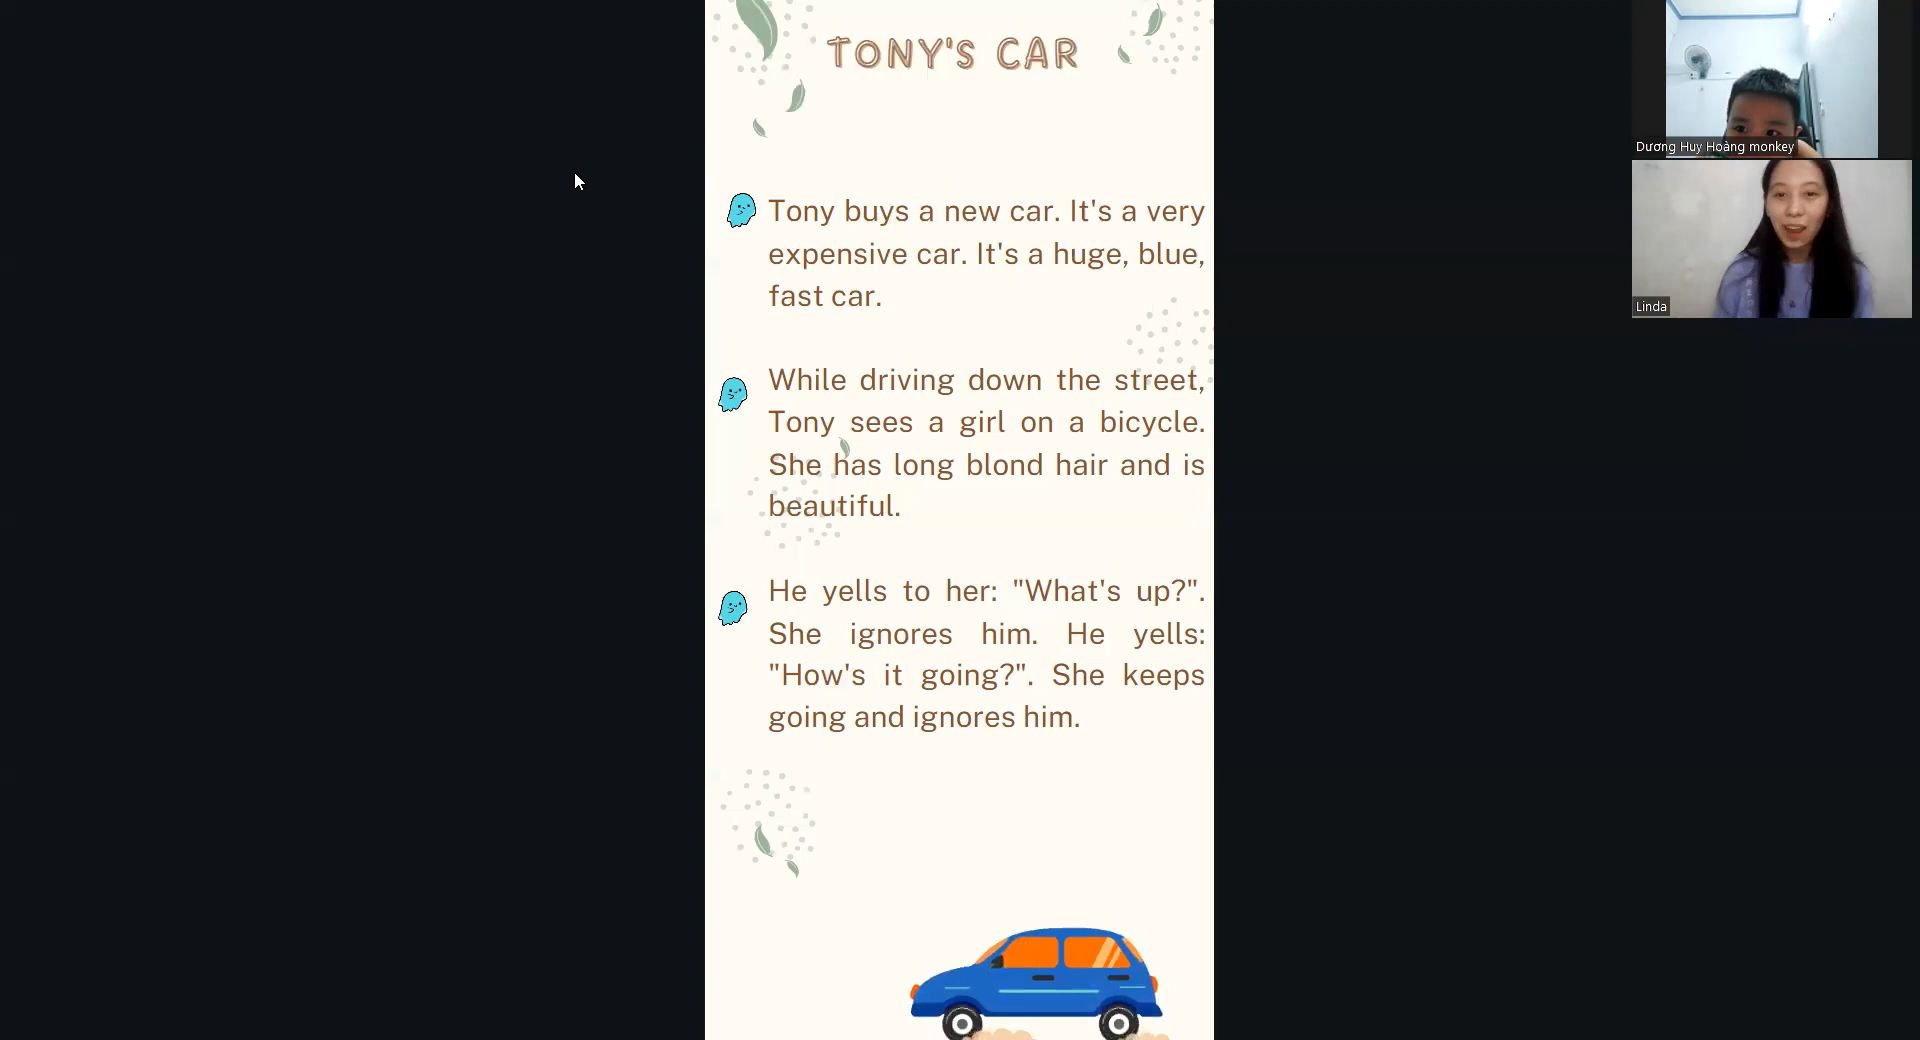 TONY'S CAR
Tony buys a new car. It's a very
expensive car. It's a huge, blue,
fast car.
While driving down the street,
Tony sees a girl on a bicycle.
She has long blond hair and is
beautiful.
He yells to her: "What's up?".
She ignores him. He yells:
"How's it going?". She keeps
going and ignores him.
Dương Huy Hoàng monkey
Linda